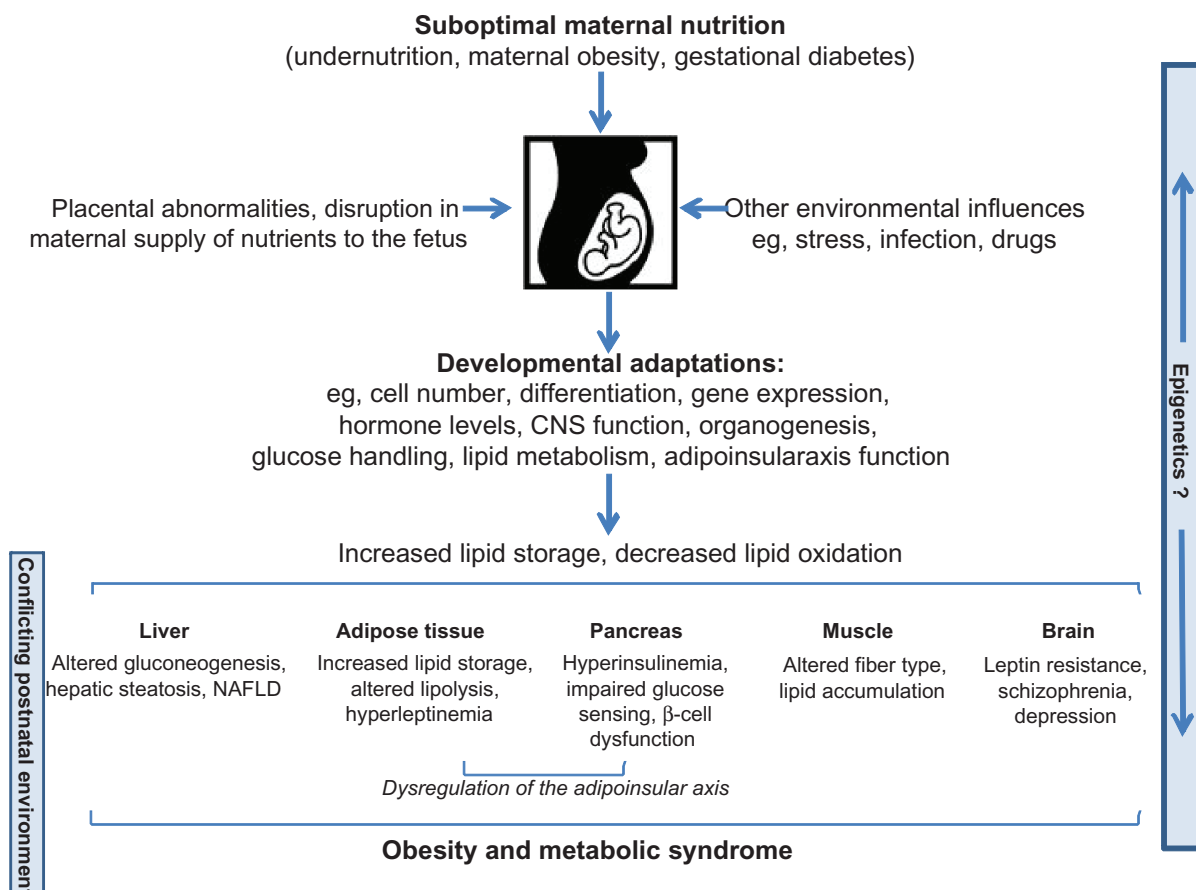 Suboptimal maternal nutrition
(undernutrition, maternal obesity, gestational diabetes)
Placental abnormalities, disruption in
maternal supply of nutrients to the fetus
Other environmental influences
eg, stress, infection, drugs
Developmental adaptations:
eg, cell number, differentiation, gene expression,
hormone levels, CNS function, organogenesis,
glucose handling, lipid metabolism, adipoinsularaxis function
Increased lipid storage, decreased lipid oxidation
Liver
Altered gluconeogenesis,
hepatic steatosis, NAFLD
Adipose tissue
Increased lipid storage,
altered lipolysis,
hyperleptinemia
Pancreas
Hyperinsulinemia,
impaired glucose
sensing, β-cell
dysfunction
Muscle
Altered fiber type,
lipid accumulation
Brain
Leptin resistance,
schizophrenia,
depression
Dysregulation of the adipoinsular axis
Obesity and metabolic syndrome
Conflicting postnatal environment
Epigenetics ?